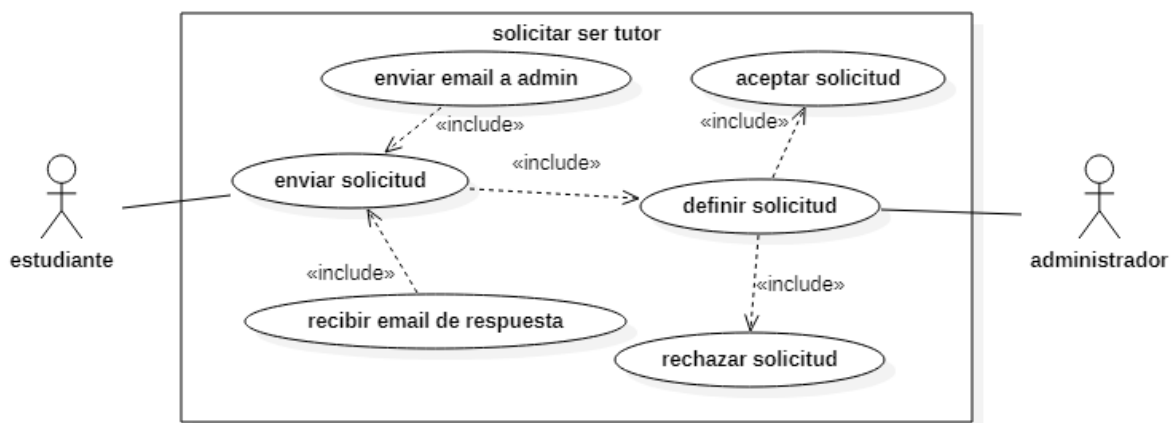 solicitar ser tutor
enviar email a admin
aceptar solicitud
«include»
«include»
«include»
enviar solicitud
definir solicitud
estudiante
administrador
«include»
«include»
recibir email de respuesta
rechazar solicitud